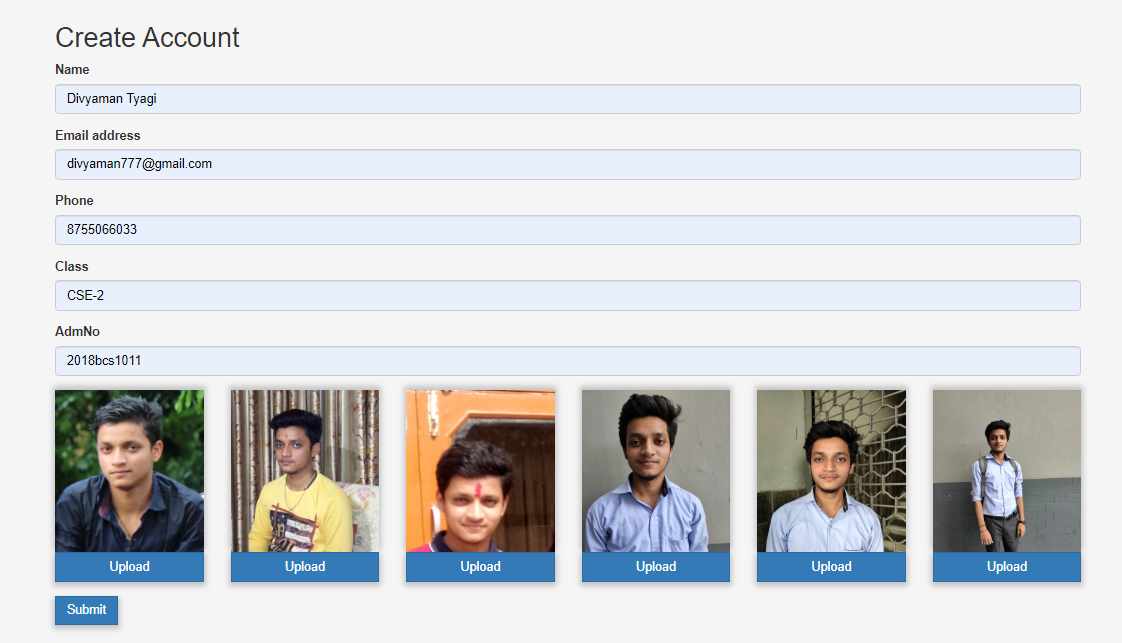 Create Account
Name
Divyaman Tyagi
Email address
divyaman777@gmail.com
Phone
8755066033
Class
CSE-2
AdmNo
2018bcs1011
Upload Upload Upload Upload Upload Upload
Submit